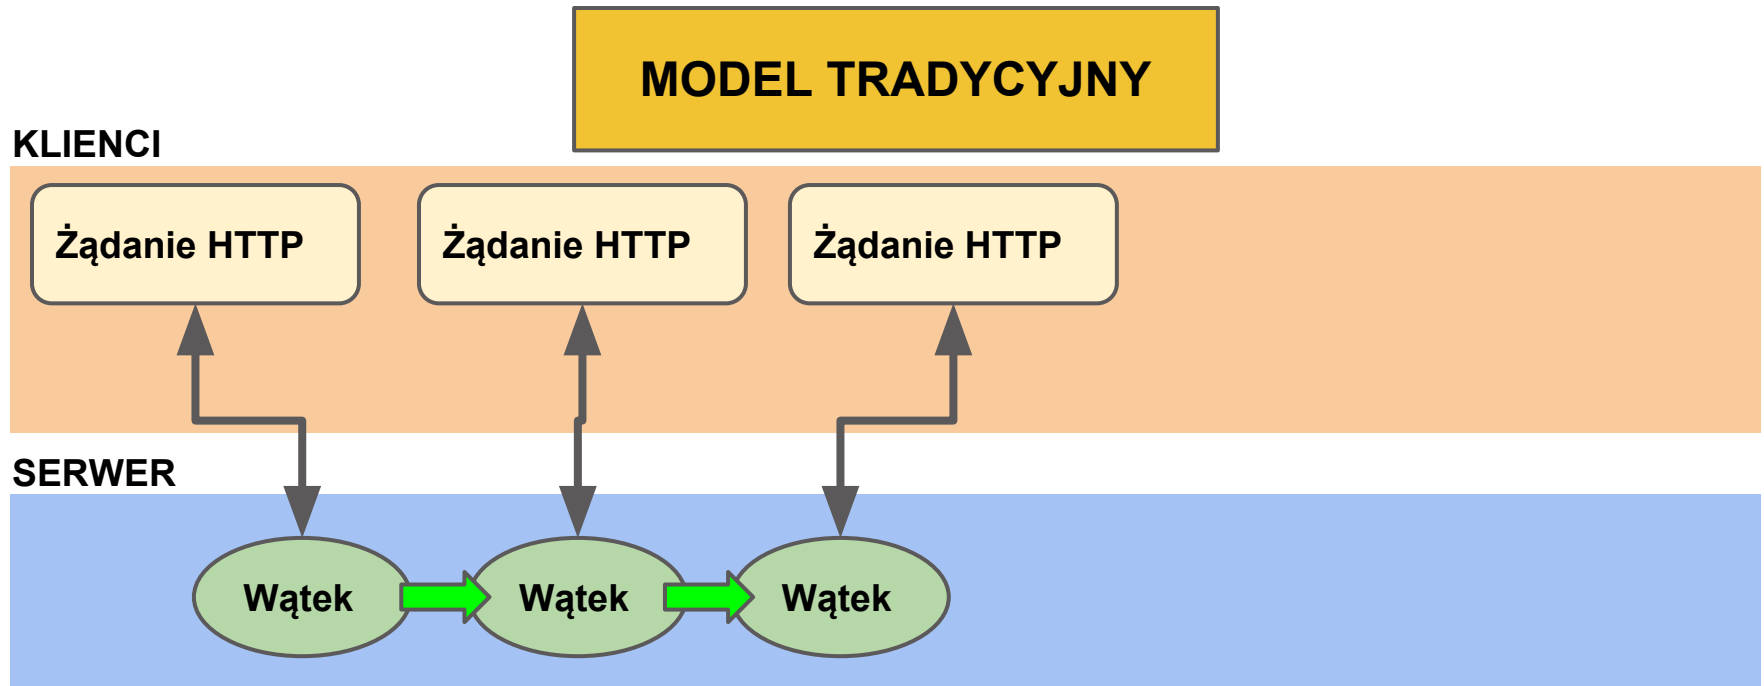 MODEL TRADYCYJNY
KLIENCI
Żądanie HTTP
Żądanie HTTP
Żądanie HTTP
SERWER
Wątek
Wątek
Wątek